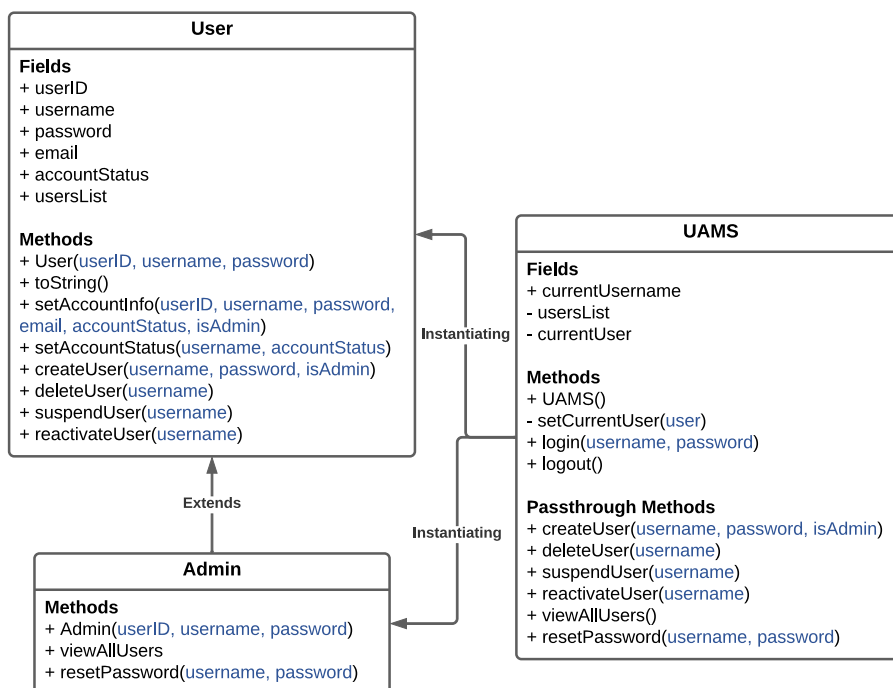 User
Fields
+ userID
+ username
+ password
+ email
+ accountStatus
+ usersList
Methods
+ User(userID, username, password)
+ toString()
+ setAccountInfo(userID, username, password,
email, accountStatus, isAdmin)
+ setAccountStatus(username, accountStatus)
+ createUser(username, password, isAdmin)
+ deleteUser(username)
+ suspendUser(username)
+ reactivateUser(username)
Extends
Admin
Methods
+ Admin(userID, username, password)
+ viewAllUsers
+ resetPassword(username, password)
Instantiating
Instantiating
UAMS
Fields
+ currentUsername
- usersList
- currentUser
Methods
+ UAMS()
- setCurrentUser(user)
+ login(username, password)
+ logout()
Passthrough Methods
+ createUser(username, password, isAdmin)
+ deleteUser(username)
+ suspendUser(username)
+ reactivateUser(username)
+ viewAllUsers()
+ resetPassword(username, password)